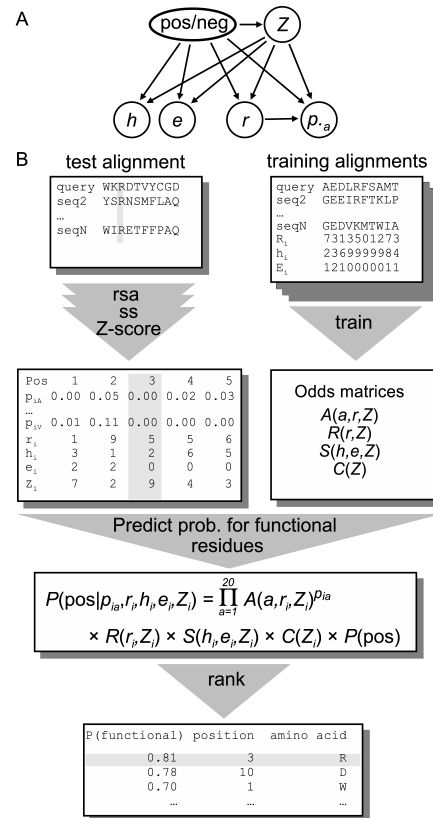 A
pos/neg
Z
h
e
r
p.a
B
test alignment
query WKRDTVYCGD
seq2 YSRNSMFLAQ
…
seqN WIRETFFPAQ
training alignments
query AEDLRFSAMT
seq2 GEEIRFTKLP
…
seqN GEDVKMTWIA
Ri 7313501273
hi 2369999984
Ei 1210000011
rsa
ss
Z-score
train
Pos 1 2 3 4 5
piA 0.00 0.05 0.00 0.02 0.03
…
piV 0.01 0.11 0.00 0.00 0.00
ri 1 9 5 5 6
hi 3 1 2 6 5
ei 2 2 0 0 0
Zi 7 2 9 4 3
Odds matrices
A(a,r,Z)
R(r,Z)
S(h,e,Z)
C(Z)
Predict prob. for functional
residues
P(pos|pia,ri,hi,ei,Zi) = ∏ 20 a=1 A(a,ri,Zi)pia
× R(ri,Zi) × S(hi,ei,Zi) × C(Zi) × P(pos)
rank
P(functional) position amino acid
0.81 3 R
0.78 10 D
0.70 1 W
… … …